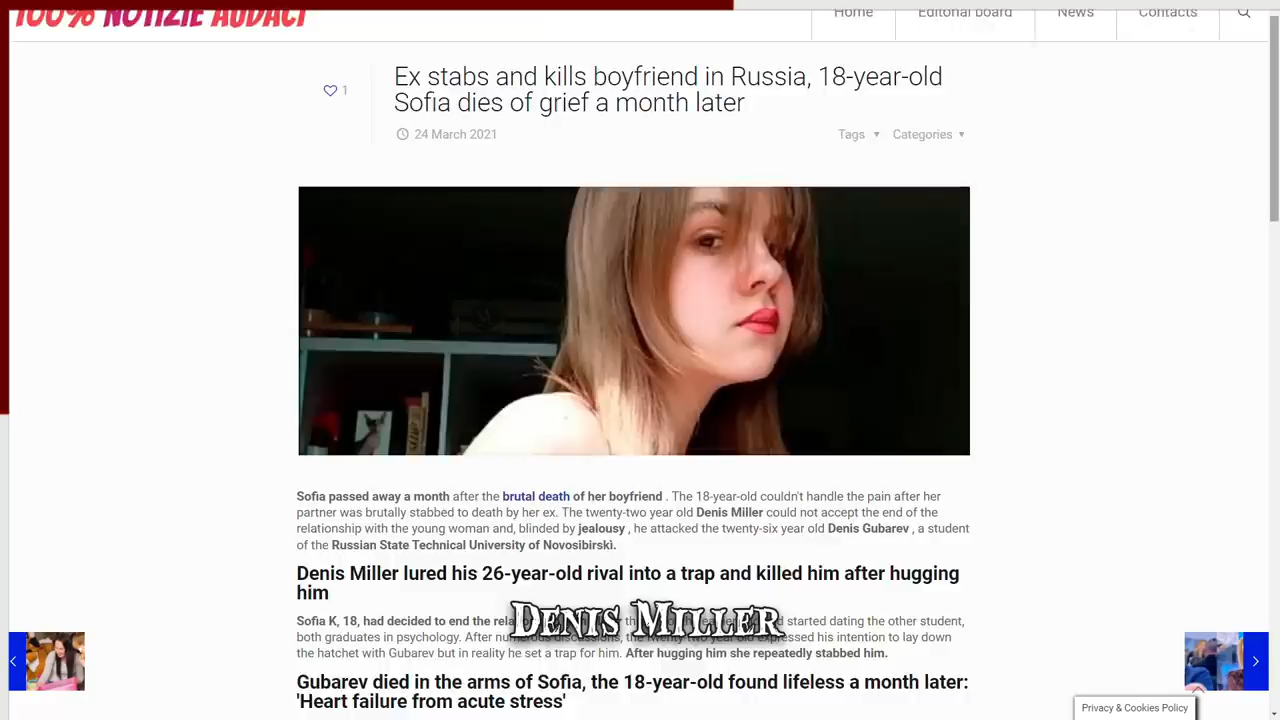 100% NOTIZIE AUDACI
Home
Editorial board
News
Contacts
Ex stabs and kills boyfriend in Russia, 18-year-old
Sofia dies of grief a month later
1
24 March 2021
Tags
Categories
Sofia passed away a month after the brutal death of her boyfriend . The 18-year-old couldn't handle the pain after her
partner was brutally stabbed to death by her ex. The twenty-two year old Denis Miller could not accept the end of the
relationship with the young woman and, blinded by jealousy , he attacked the twenty-six year old Denis Gubarev , a student
of the Russian State Technical University of Novosibirskì.
Denis Miller lured his 26-year-old rival into a trap and killed him after hugging
him
Sofia K, 18, had decided to end the started dating the other student,
both graduates in psychology. After expressed his intention to lay down
the hatchet with Gubarev but in reality he set a trap for him. After hugging him she repeatedly stabbed him.
DENIS MILLER
Gubarev died in the arms of Sofia, the 18-year-old found lifeless a month later:
'Heart failure from acute stress'
Privacy & Cookies Policy